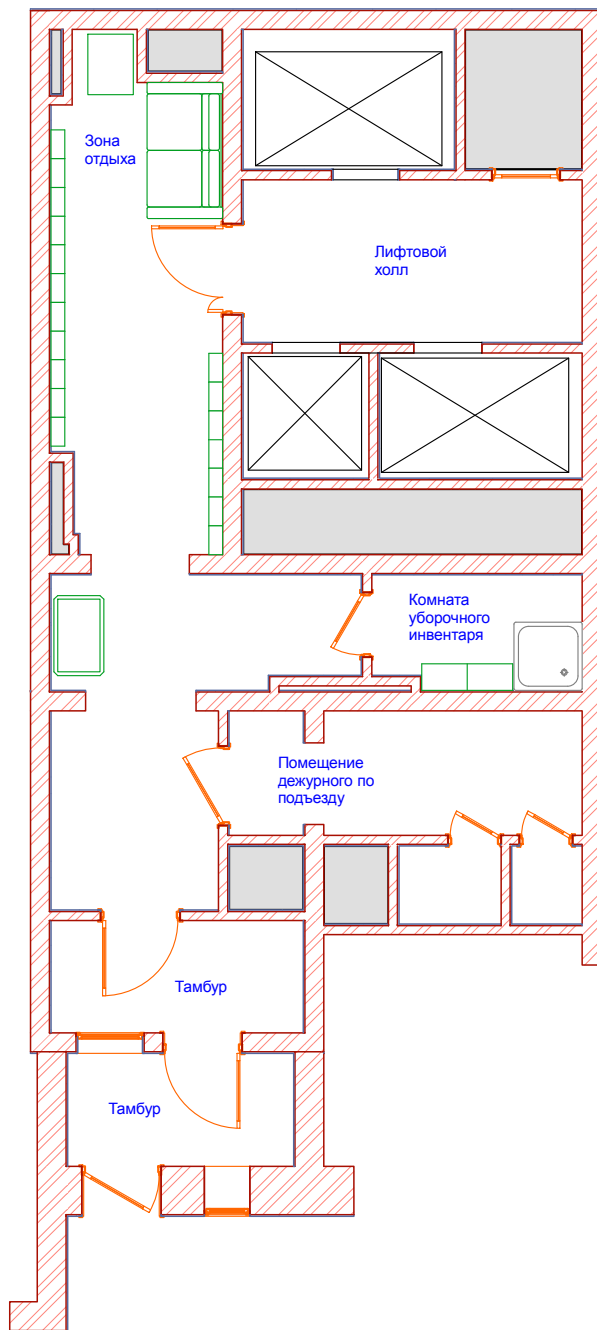 Зона
отдыха
Лифтовой
холл
Комната
уборочного
инвентаря
Помещение
дежурного по
подъезду
Тамбур
Тамбур